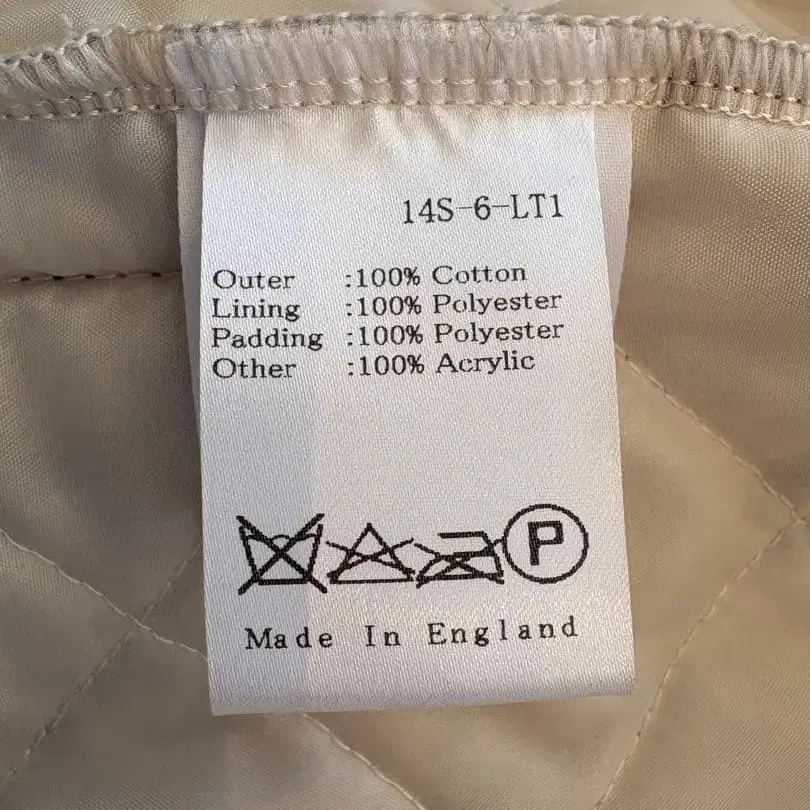 14S-6-LT1
Outer :100% Cotton
Lining :100% Polyester
Padding :100% Polyester
Other :100% Acrylic
P
Made In England